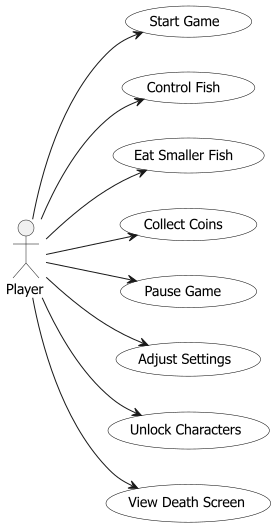 Start Game
Control Fish
Eat Smaller Fish
Collect Coins
Player
Pause Game
Adjust Settings
Unlock Characters
View Death Screen